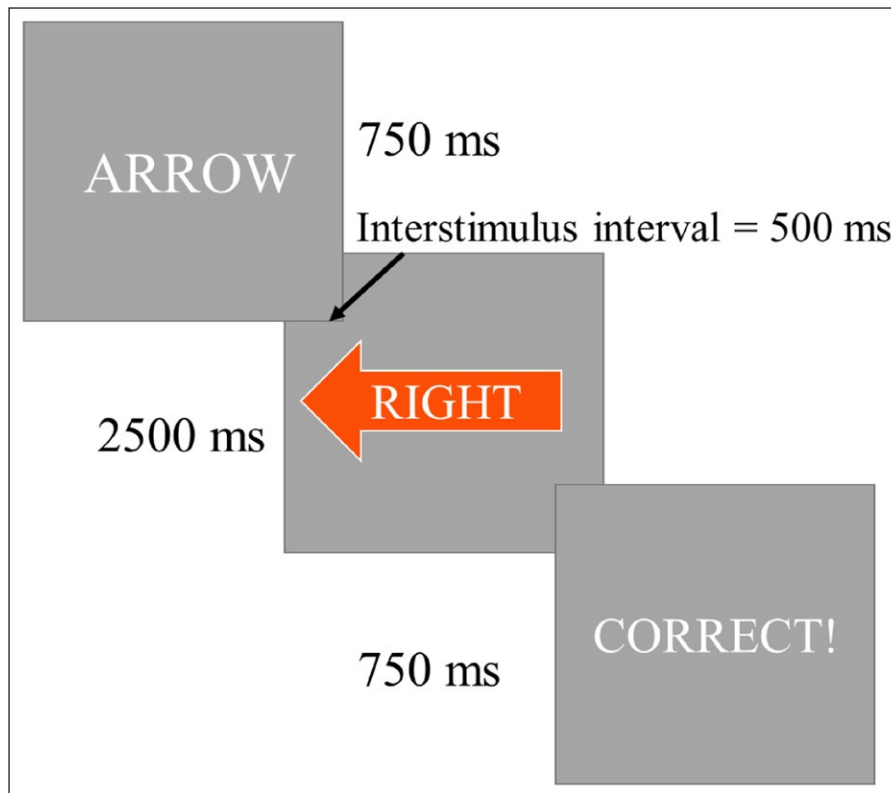 ARROW
750 ms
Interstimulus interval = 500 ms
RIGHT
2500 ms
CORRECT!
750 ms